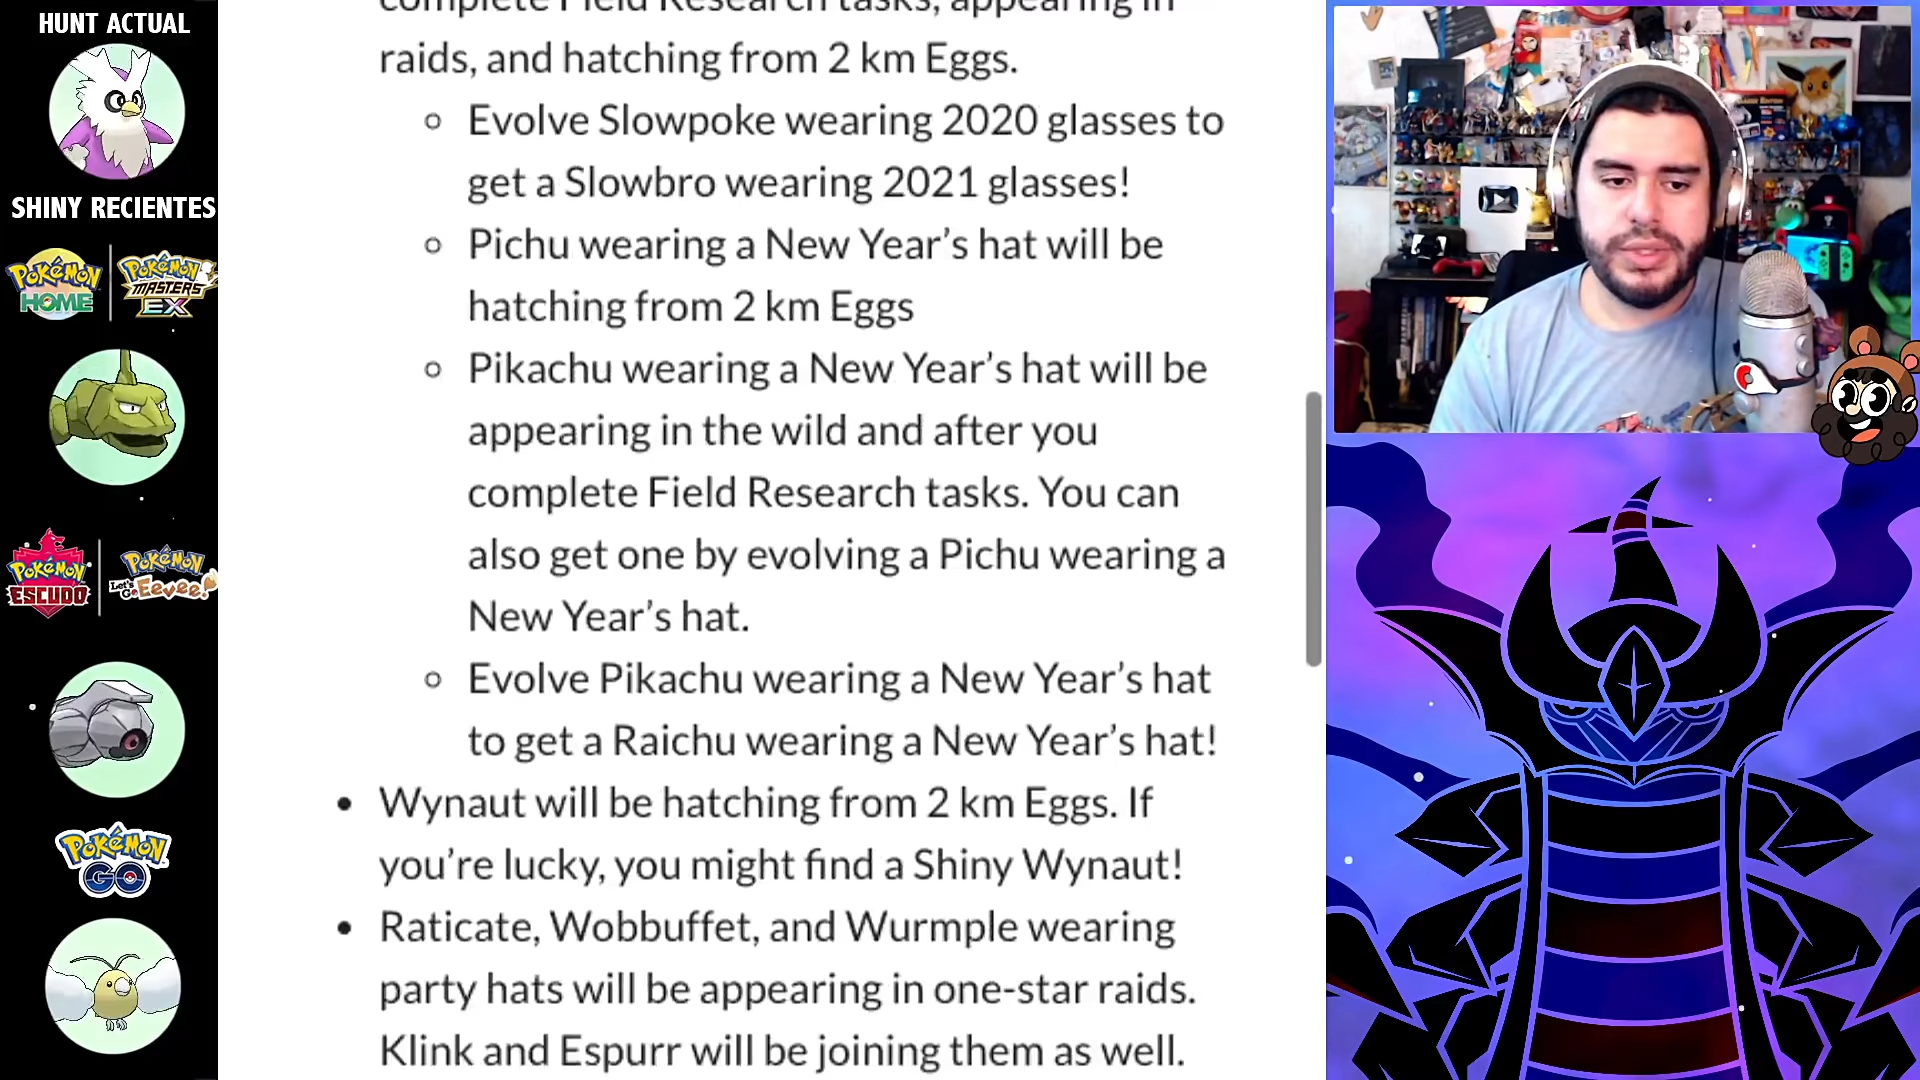 HUNT ACTUAL
SHINY RECIENTES
POKéMON
HOME
POKéMON
MASTERS
EX
POKéMON
ESCUDO
POKéMON
Let's Go
Eevee!
POKéMON
GO
complete Field Research tasks, appearing in
raids, and hatching from 2 km Eggs.
Evolve Slowpoke wearing 2020 glasses to
get a Slowbro wearing 2021 glasses!
Pichu wearing a New Year’s hat will be
hatching from 2 km Eggs
Pikachu wearing a New Year’s hat will be
appearing in the wild and after you
complete Field Research tasks. You can
also get one by evolving a Pichu wearing a
New Year’s hat.
Evolve Pikachu wearing a New Year’s hat
to get a Raichu wearing a New Year’s hat!
Wynaut will be hatching from 2 km Eggs. If
you’re lucky, you might find a Shiny Wynaut!
Raticate, Wobbuffet, and Wurmple wearing
party hats will be appearing in one-star raids.
Klink and Espurr will be joining them as well.